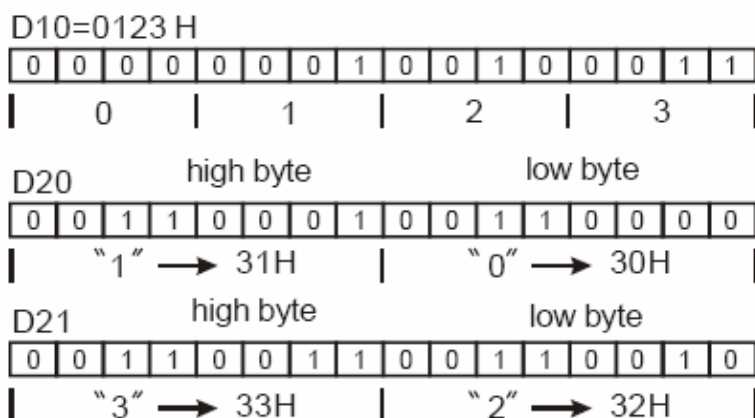 D10=0123 H
0 0 0 0 0 0 0 1 0 0 1 0 0 0 1 1
0 1 2 3
D20 high byte low byte
0 0 1 1 0 0 0 1 0 0 1 1 0 0 0 0
“1” → 31H “0” → 30H
D21 high byte low byte
0 0 1 1 0 0 1 1 0 0 1 1 0 0 1 0
“3” → 33H “2” → 32H